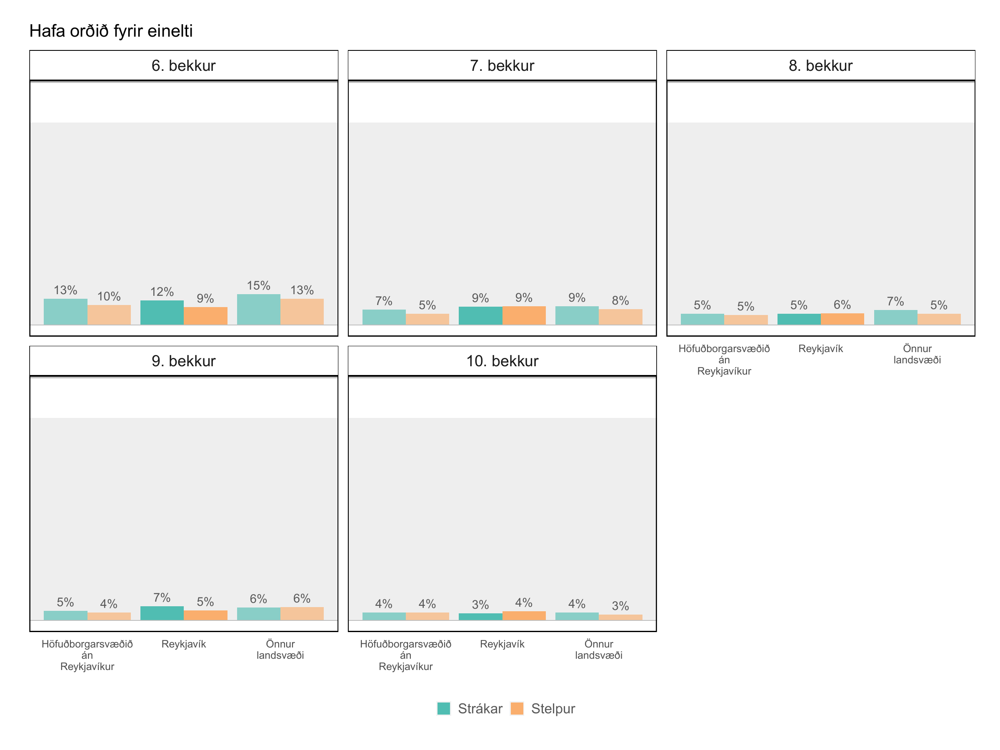 Hafa orðið fyrir einelti
6. bekkur
13%
10%
12%
9%
15%
13%
7. bekkur
7%
5%
9%
9%
9%
8%
8. bekkur
5%
5%
5%
6%
7%
5%
Höfuðborgarsvæðið
án
Reykjavíkur
Reykjavík
Önnur
landsvæði
9. bekkur
5%
4%
7%
5%
6%
6%
Höfuðborgarsvæðið
án
Reykjavíkur
Reykjavík
Önnur
landsvæði
10. bekkur
4%
4%
3%
4%
4%
3%
Höfuðborgarsvæðið
án
Reykjavíkur
Reykjavík
Önnur
landsvæði
Strákar
Stelpur